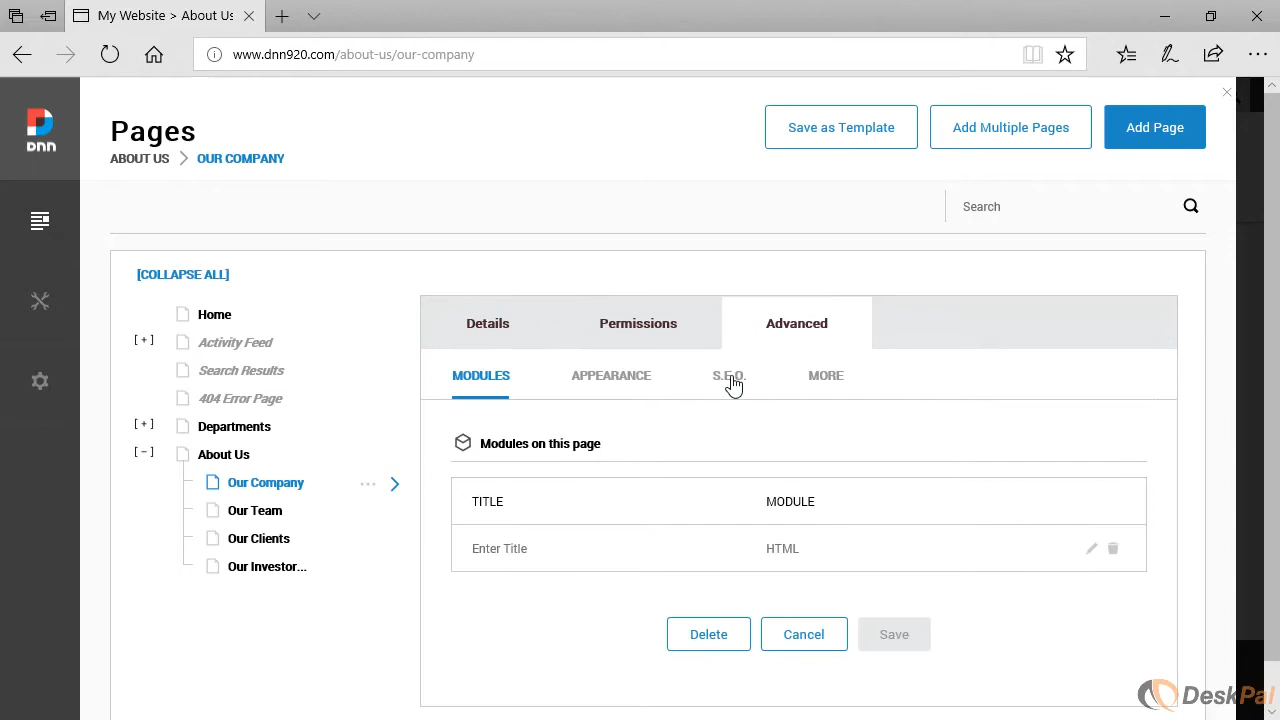 My Website > About Us
www.dnn920.com/about-us/our-company
DNN
Pages
ABOUT US > OUR COMPANY
Save as Template
Add Multiple Pages
Add Page
Search
[COLLAPSE ALL]
Home
[ + ] Activity Feed
Search Results
404 Error Page
[ + ] Departments
[ − ] About Us
Our Company
Our Team
Our Clients
Our Investor...
Details Permissions Advanced
MODULES APPEARANCE S.E.O. MORE
Modules on this page
TITLE MODULE
Enter Title HTML
Delete Cancel Save
DeskPal